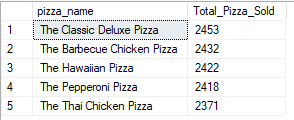 pizza_name Total_Pizza_Sold
1 The Classic Deluxe Pizza 2453
2 The Barbecue Chicken Pizza 2432
3 The Hawaiian Pizza 2422
4 The Pepperoni Pizza 2418
5 The Thai Chicken Pizza 2371